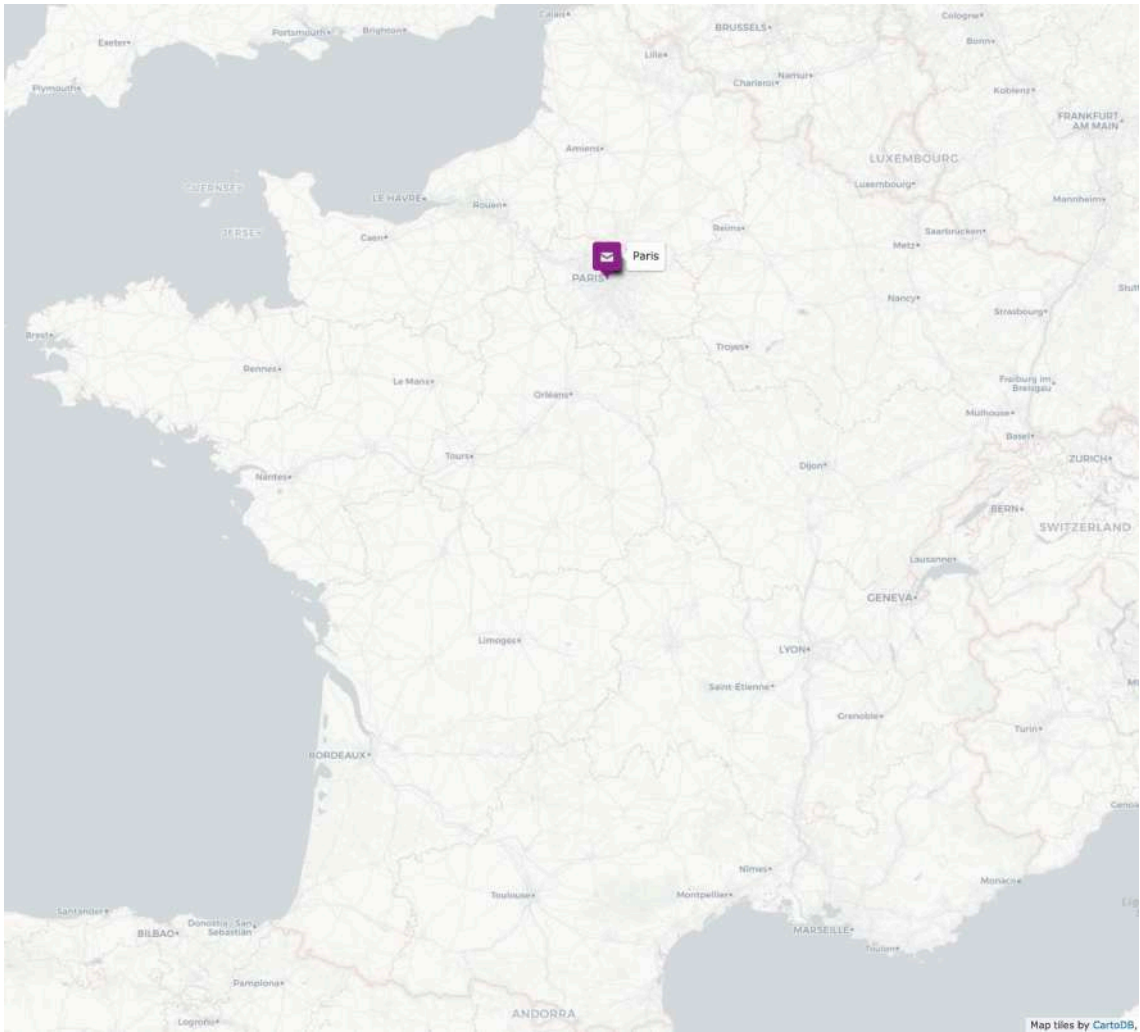 Calais
BRUSSELS
Cologne
Exeter
Portsmouth
Brighton
Lille
Bonn
Plymouth
Charleroi
Namur
Koblenz
FRANKFURT
AM MAIN
Amiens
LUXEMBOURG
GUERNSEY
LE HAVRE
Rouen
Luxembourg
Mannheim
JERSEY
Caen
Reims
Saarbrücken
Metz
Paris
PARIS
Stutt
Nancy
Strasbourg
Brest
Troyes
Rennes
Le Mans
Orléans
Freiburg im
Breisgau
Mulhouse
Basel
Tours
Dijon
ZURICH
Nantes
BERN
SWITZERLAND
Lausanne
GENEVA
Limoges
LYON
Saint-Étienne
Grenoble
Turin
BORDEAUX
Genoa
Nîmes
Toulouse
Montpellier
Monaco
Santander
BILBAO
Donostia - San
Sebastián
MARSEILLE
Toulon
Pamplona
Logroño
ANDORRA
Map tiles by CartoDB,